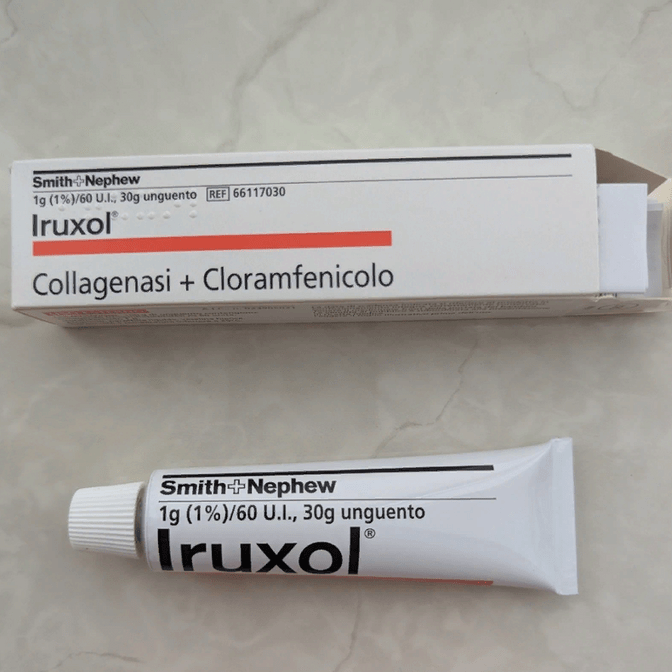 Smith+Nephew
1g (1%)/60 U.I., 30g unguento REF 66117030
Iruxol®
Collagenasi + Cloramfenicolo
Smith+Nephew
1g (1%)/60 U.I., 30g unguento
Iruxol®